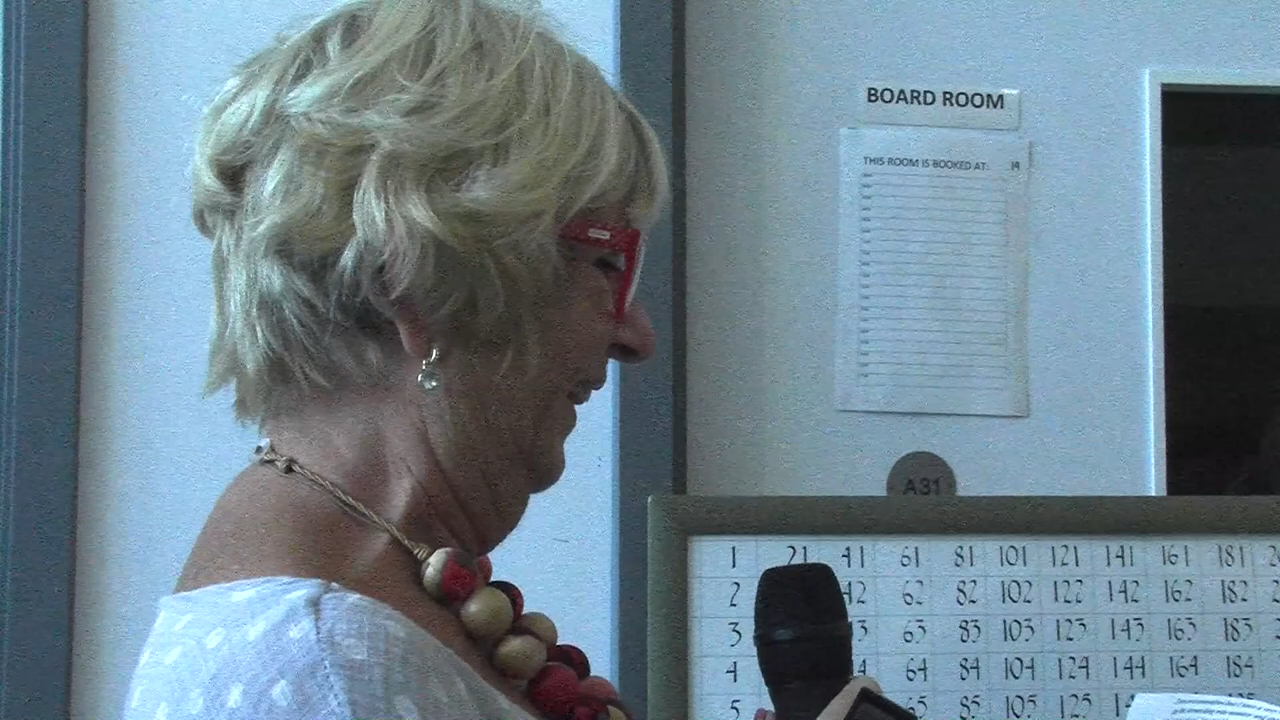 BOARD ROOM
THIS ROOM IS BOOKED AT:
A31
1 21 41 61 81 101 121 141 161 181
2 42 62 82 102 122 142 162 182
3 63 83 103 123 143 163 183
4 64 84 104 124 144 164 184
5 65 85 105 125